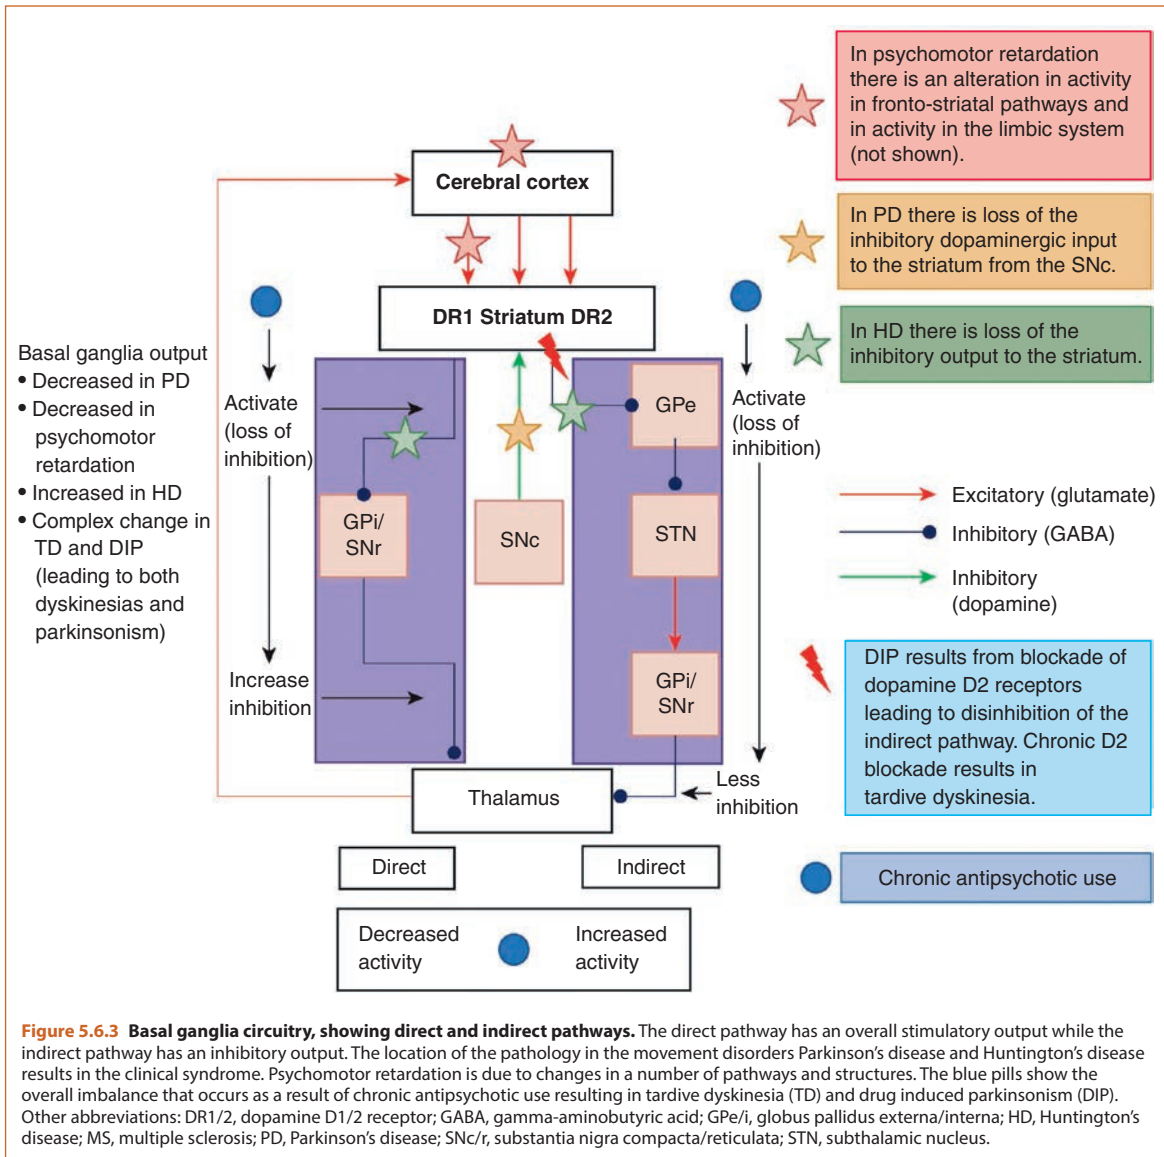 In psychomotor retardation
there is an alteration in activity
in fronto-striatal pathways and
in activity in the limbic system
(not shown).
Cerebral cortex
In PD there is loss of the
inhibitory dopaminergic input
to the striatum from the SNc.
DR1 Striatum DR2
In HD there is loss of the
inhibitory output to the striatum.
Basal ganglia output
• Decreased in PD
• Decreased in
psychomotor
retardation
• Increased in HD
• Complex change in
TD and DIP
(leading to both
dyskinesias and
parkinsonism)
Activate
(loss of
inhibition)
GPe
Activate
(loss of
inhibition)
GPi/
SNr
SNc
STN
Excitatory (glutamate)
Inhibitory (GABA)
Inhibitory
(dopamine)
Increase
inhibition
GPi/
SNr
DIP results from blockade of
dopamine D2 receptors
leading to disinhibition of the
indirect pathway. Chronic D2
blockade results in
tardive dyskinesia.
Thalamus
Less
inhibition
Direct
Indirect
Chronic antipsychotic use
Decreased
activity
Increased
activity
Figure 5.6.3 Basal ganglia circuitry, showing direct and indirect pathways. The direct pathway has an overall stimulatory output while the
indirect pathway has an inhibitory output. The location of the pathology in the movement disorders Parkinson's disease and Huntington's disease
results in the clinical syndrome. Psychomotor retardation is due to changes in a number of pathways and structures. The blue pills show the
overall imbalance that occurs as a result of chronic antipsychotic use resulting in tardive dyskinesia (TD) and drug induced parkinsonism (DIP).
Other abbreviations: DR1/2, dopamine D1/2 receptor; GABA, gamma-aminobutyric acid; GPe/i, globus pallidus externa/interna; HD, Huntington's
disease; MS, multiple sclerosis; PD, Parkinson's disease; SNc/r, substantia nigra compacta/reticulata; STN, subthalamic nucleus.